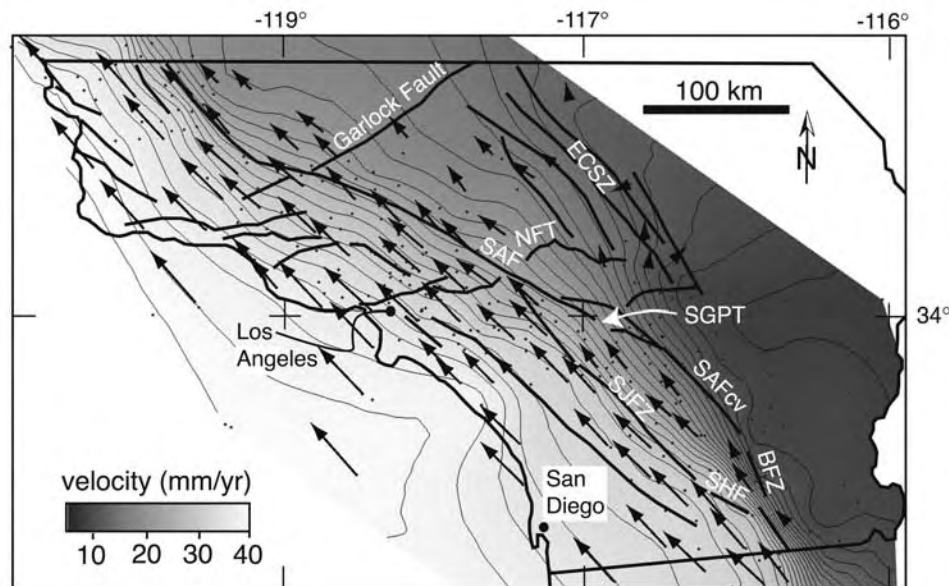 -119° -117° -116°
100 km
Garlock Fault
N
ECSZ
NFT
SAF
SGPT
34°
Los
Angeles
SJFZ
SAFcv
BFZ
SHF
velocity (mm/yr)
10 20 30 40
San
Diego